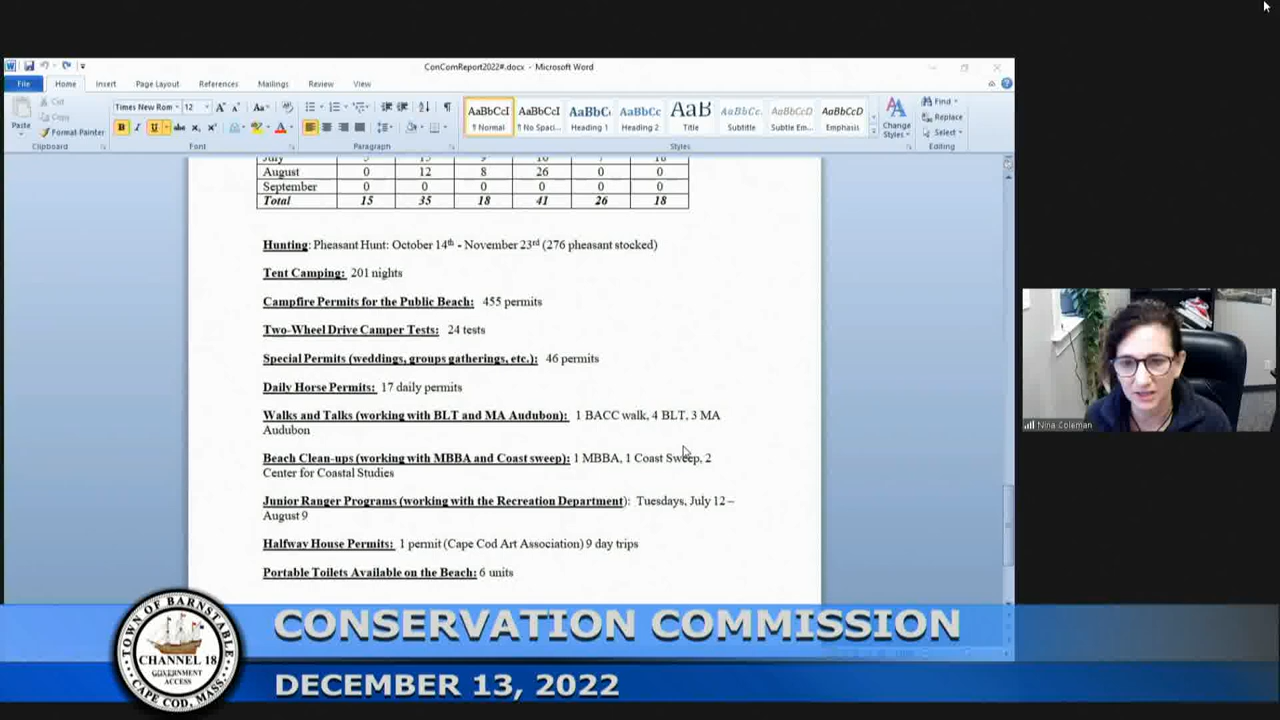 ConComReport2022#.docx - Microsoft Word
File Home Insert Page Layout References Mailings Review View
Cut
Copy
Paste
Format Painter
Clipboard
Times New Rom 12
Font
Paragraph
AaBbCcI AaBbCcI AaBbC AaBbCc AaB AaBbCc. AaBbCcD AaBbCcD
¶ Normal ¶ No Spaci... Heading 1 Heading 2 Title Subtitle Subtle Em... Emphasis
Styles
Change Styles
Find
Replace
Select
Editing
July
August 0 12 8 26 0 0
September 0 0 0 0 0 0
Total 15 35 18 41 26 18
Hunting: Pheasant Hunt: October 14th - November 23rd (276 pheasant stocked)
Tent Camping: 201 nights
Campfire Permits for the Public Beach: 455 permits
Two-Wheel Drive Camper Tests: 24 tests
Special Permits (weddings, groups gatherings, etc.): 46 permits
Daily Horse Permits: 17 daily permits
Walks and Talks (working with BLT and MA Audubon): 1 BACC walk, 4 BLT, 3 MA
Audubon
Beach Clean-ups (working with MBBA and Coast sweep): 1 MBBA, 1 Coast Sweep, 2
Center for Coastal Studies
Junior Ranger Programs (working with the Recreation Department): Tuesdays, July 12 –
August 9
Halfway House Permits: 1 permit (Cape Cod Art Association) 9 day trips
Portable Toilets Available on the Beach: 6 units
Nina Coleman
TOWN OF BARNSTABLE
CHANNEL 18
GOVERNMENT
ACCESS
CAPE COD, MASS.
CONSERVATION COMMISSION
DECEMBER 13, 2022